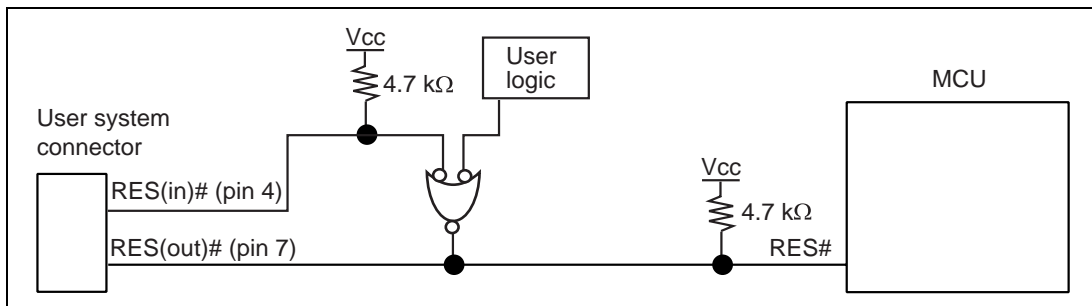 Vcc
4.7 kΩ
User
logic
MCU
User system
connector
RES(in)# (pin 4)
Vcc
4.7 kΩ
RES(out)# (pin 7)
RES#